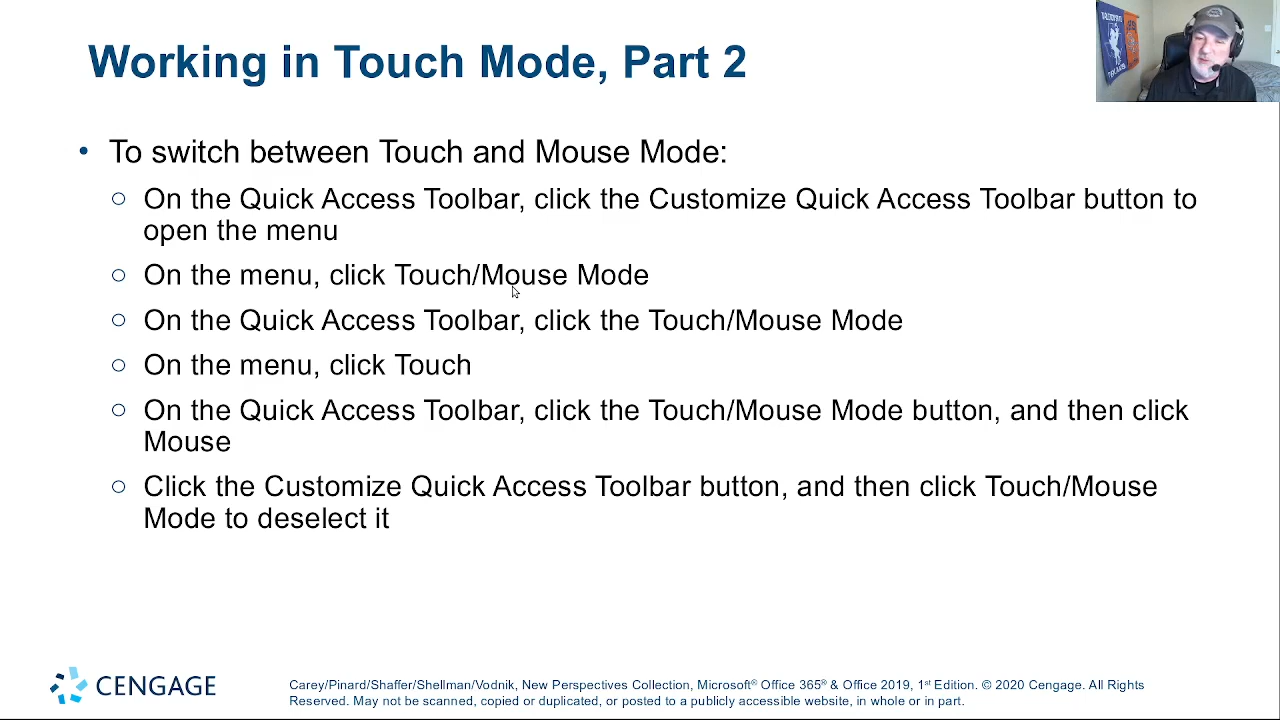 Working in Touch Mode, Part 2
• To switch between Touch and Mouse Mode:
○ On the Quick Access Toolbar, click the Customize Quick Access Toolbar button to
open the menu
○ On the menu, click Touch/Mouse Mode
○ On the Quick Access Toolbar, click the Touch/Mouse Mode
○ On the menu, click Touch
○ On the Quick Access Toolbar, click the Touch/Mouse Mode button, and then click
Mouse
○ Click the Customize Quick Access Toolbar button, and then click Touch/Mouse
Mode to deselect it
CENGAGE
Carey/Pinard/Shaffer/Shellman/Vodnik, New Perspectives Collection, Microsoft® Office 365® & Office 2019, 1st Edition. © 2020 Cengage. All Rights
Reserved. May not be scanned, copied or duplicated, or posted to a publicly accessible website, in whole or in part.